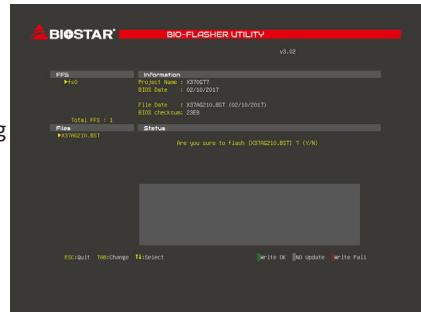 BIOSTAR BIO-FLASHER UTILITY
v3.02
FFS Information
fs0 Project Name : X370GT7
BIOS Date : 02/10/2017
File Date : X37AG210.BST (02/10/2017)
BIOS checksum: 23E8
Total FFS : 1
Files Status
X37AG210.BST
Are you sure to flash [X37AG210.BST] ? (Y/N)
ESC:Quit TAB:Change ↑↓:Select Write OK NO Update Write Fail
g